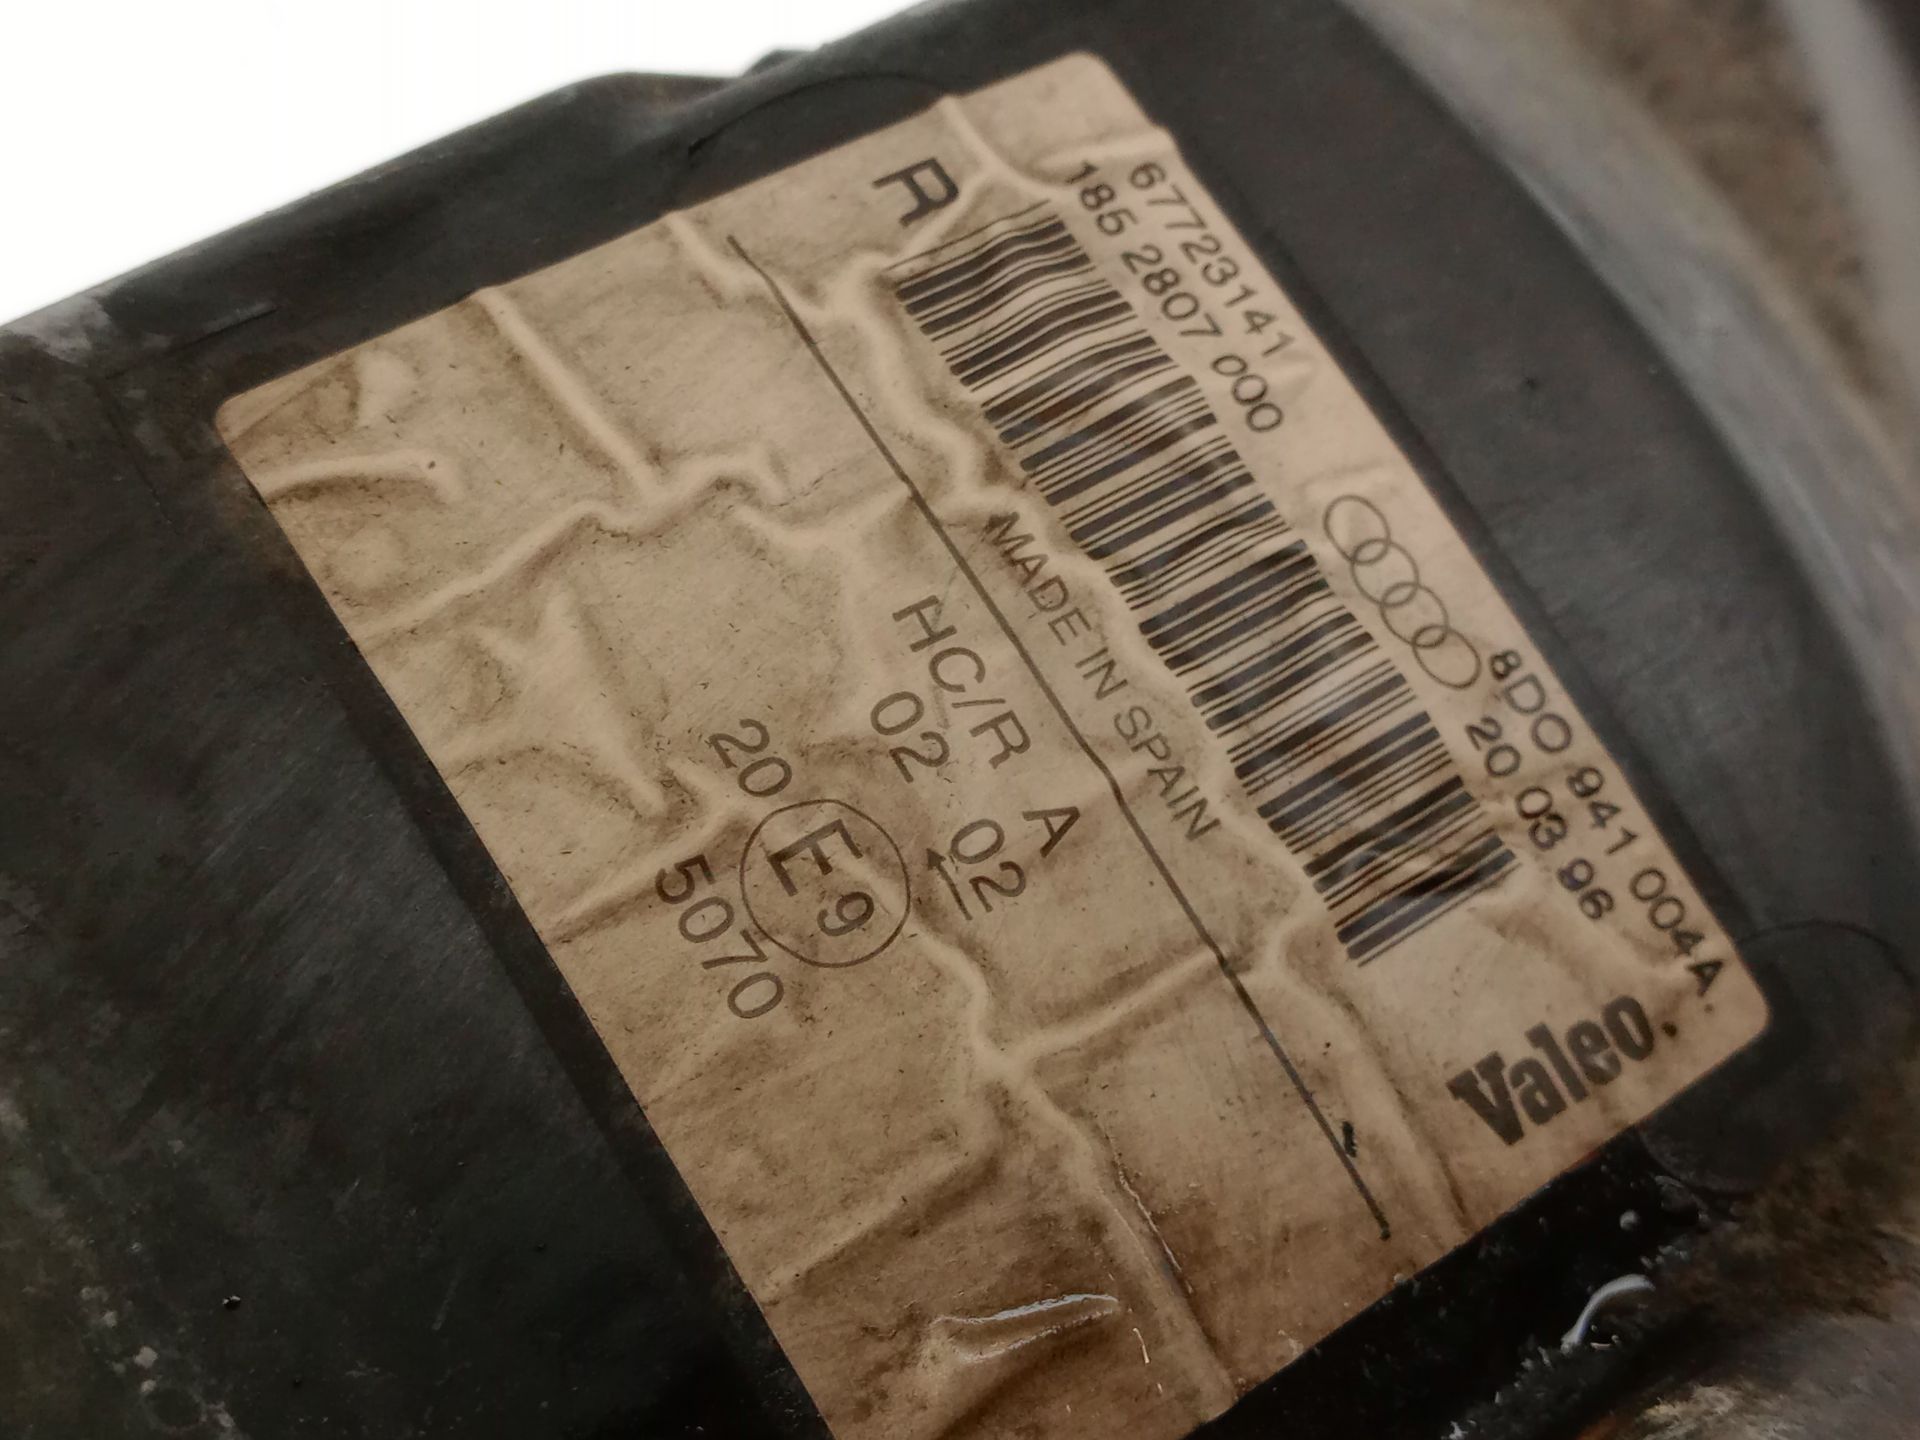 67723141 8D0 941 004A.
185 2807 000 20 03 96
R
Valeo.
MADE IN SPAIN
HC/R A
02 02
20 E9
5070